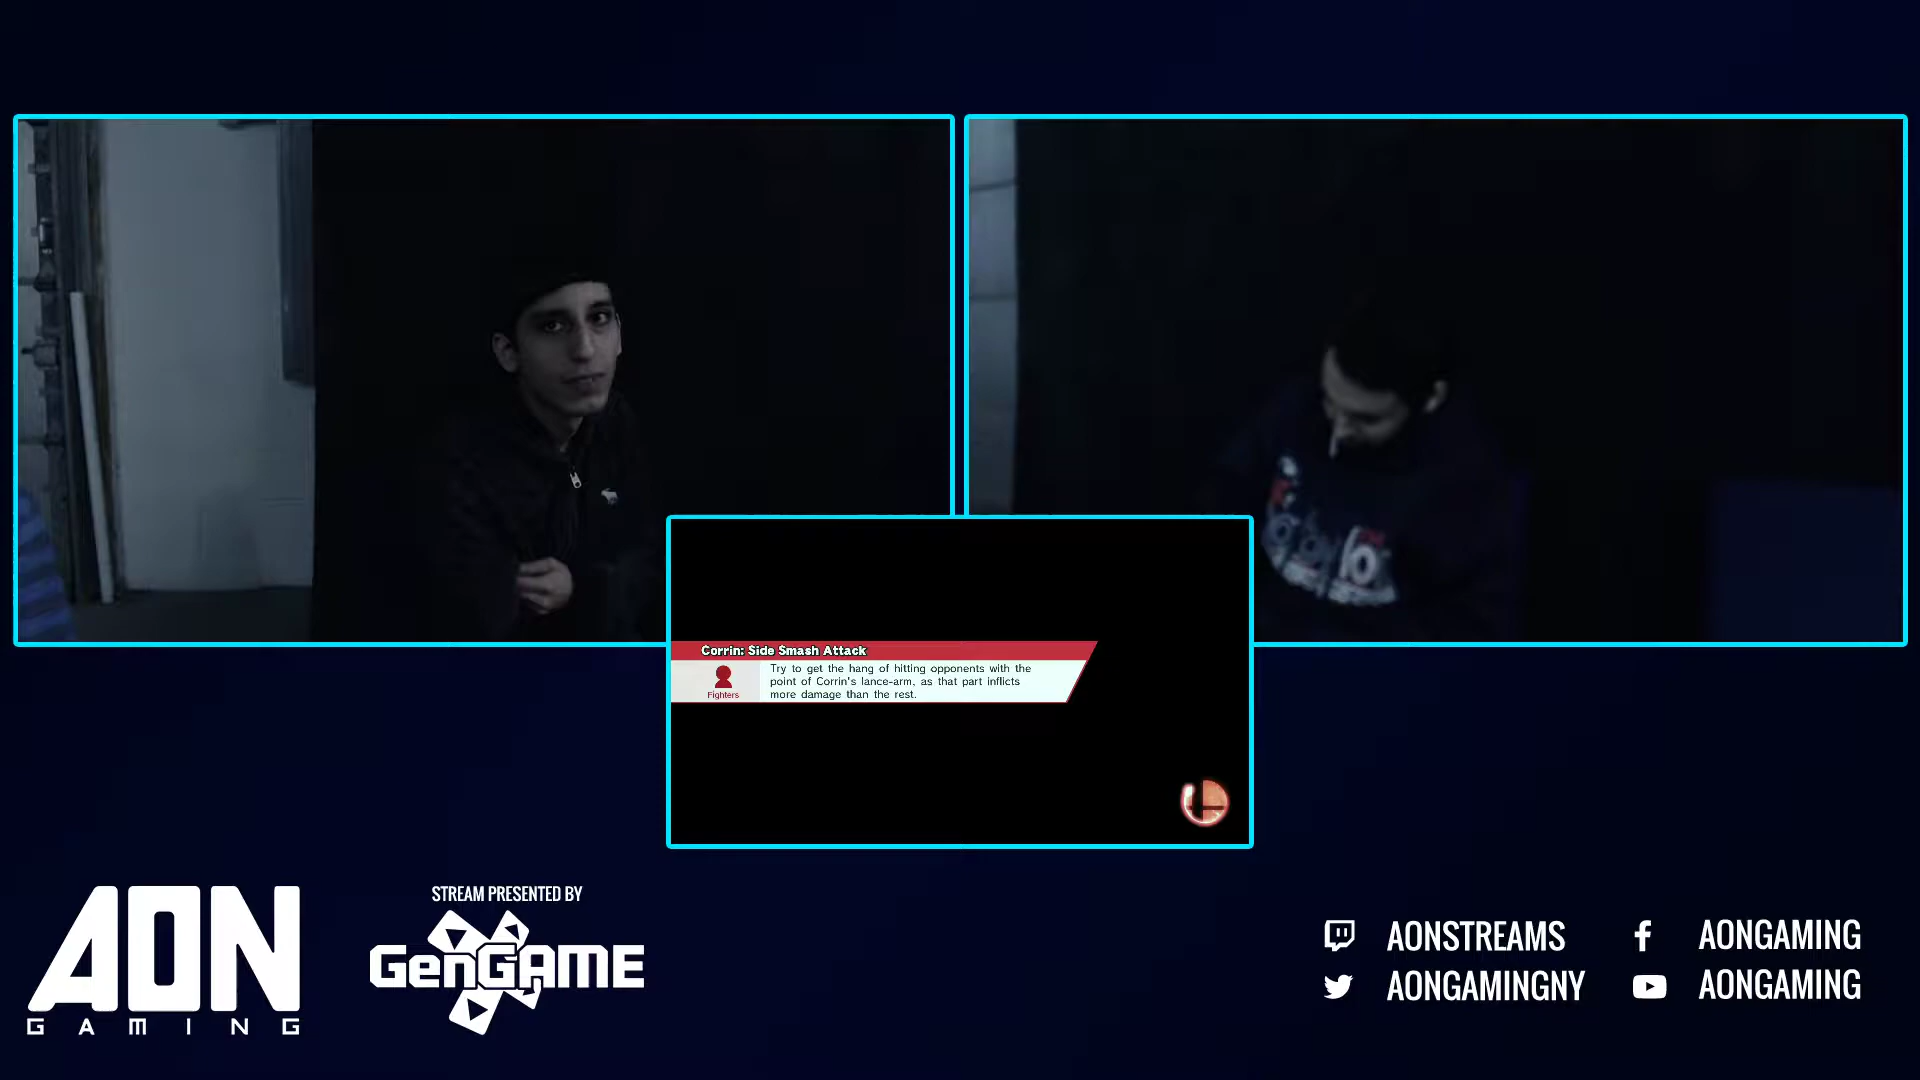 Corrin: Side Smash Attack
Fighters
Try to get the hang of hitting opponents with the
point of Corrin's lance-arm, as that part inflicts
more damage than the rest.
AON
GAMING
STREAM PRESENTED BY
GenGAME
AONSTREAMS
AONGAMING
AONGAMINGNY
AONGAMING